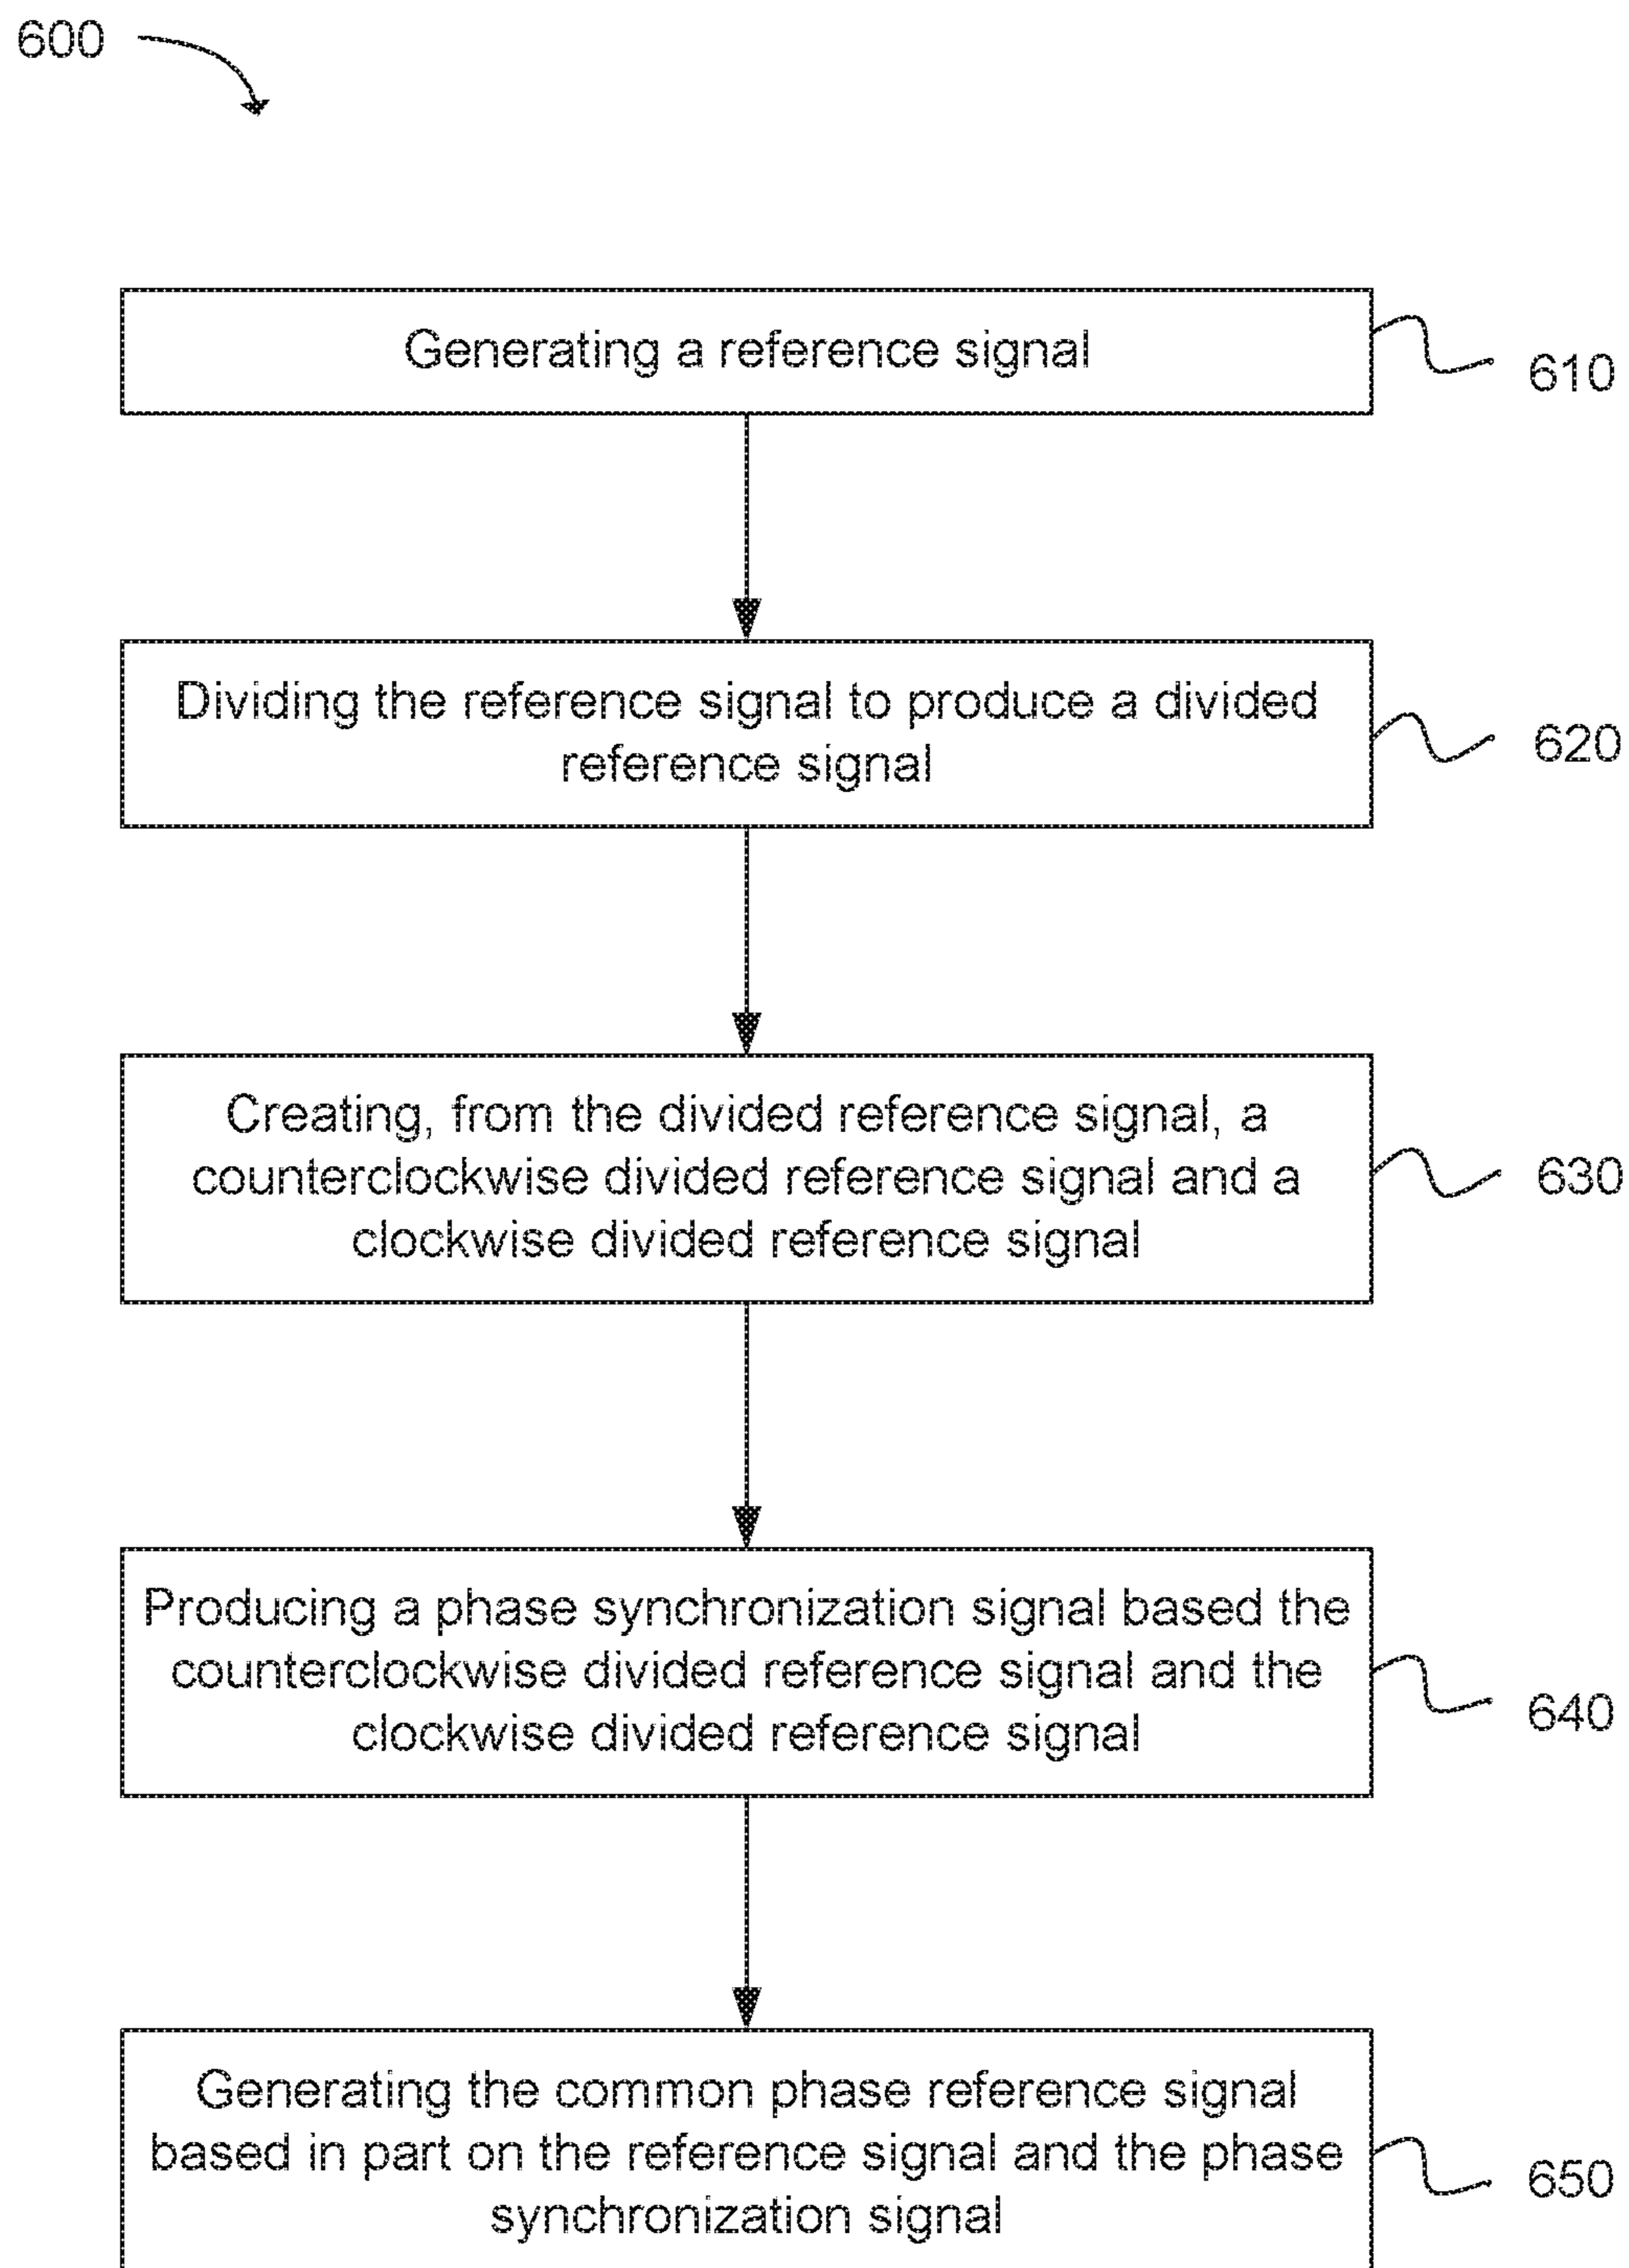 600
Generating a reference signal
610
Dividing the reference signal to produce a divided
reference signal
620
Creating, from the divided reference signal, a
counterclockwise divided reference signal and a
clockwise divided reference signal
630
Producing a phase synchronization signal based the
counterclockwise divided reference signal and the
clockwise divided reference signal
640
Generating the common phase reference signal
based in part on the reference signal and the phase
synchronization signal
650